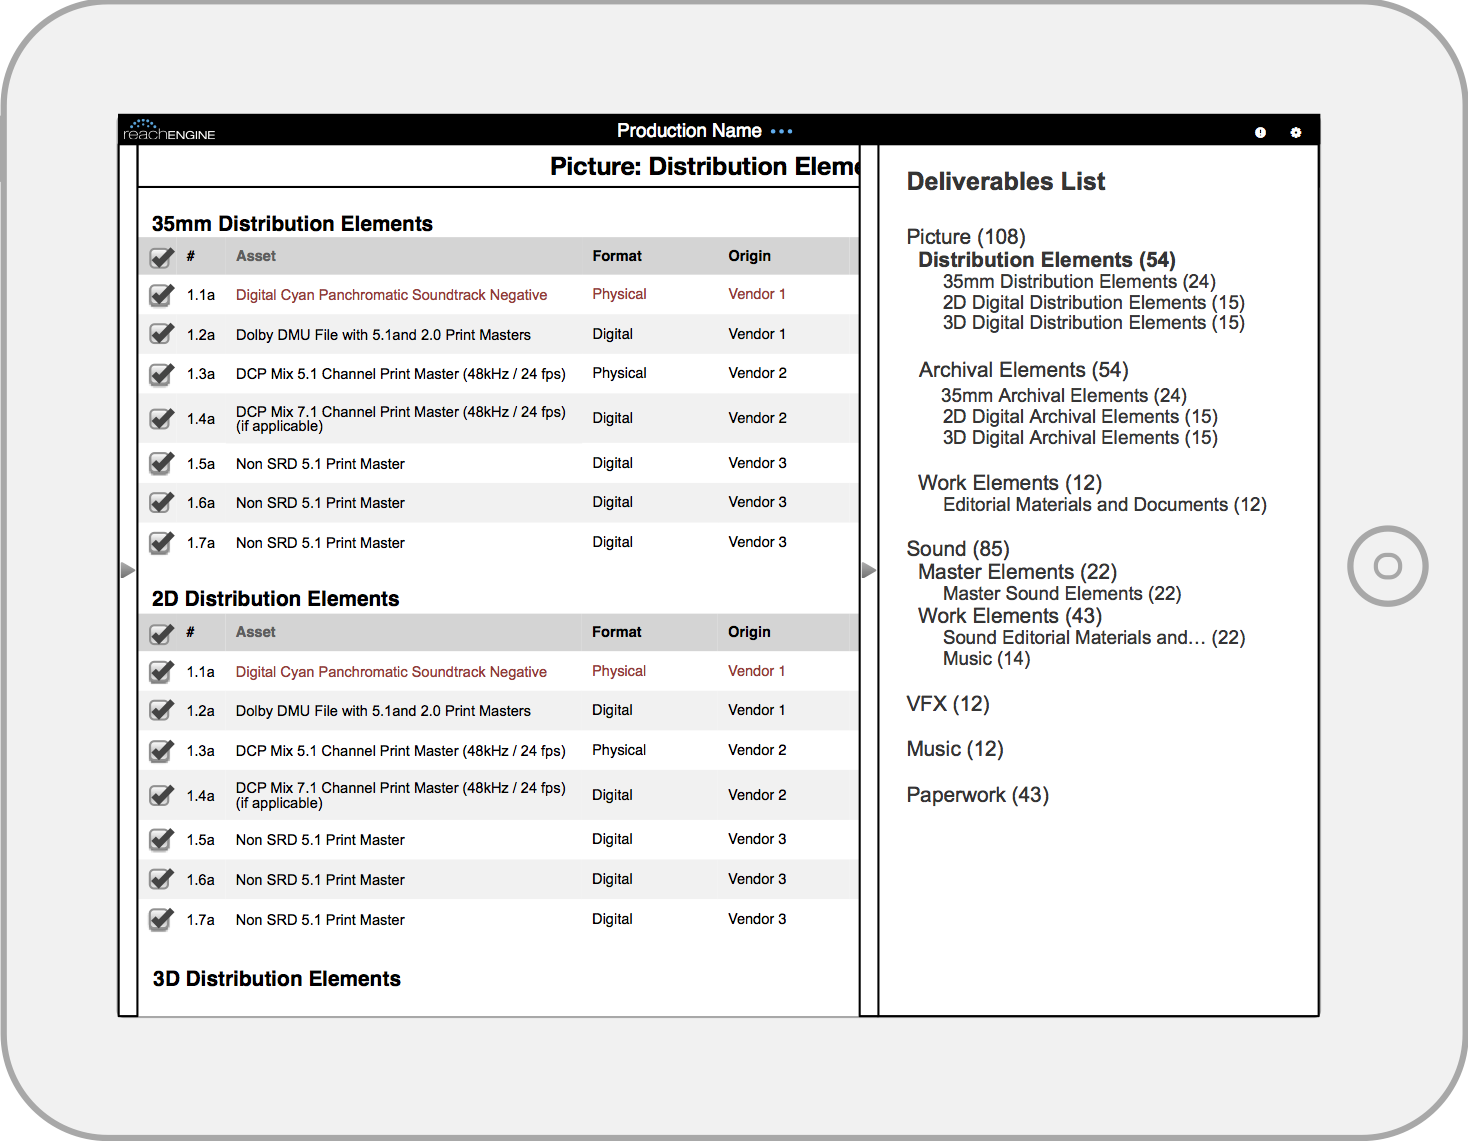 reachENGINE
Production Name •••
Picture: Distribution Eleme
35mm Distribution Elements
# Asset Format Origin
1.1a Digital Cyan Panchromatic Soundtrack Negative Physical Vendor 1
1.2a Dolby DMU File with 5.1and 2.0 Print Masters Digital Vendor 1
1.3a DCP Mix 5.1 Channel Print Master (48kHz / 24 fps) Physical Vendor 2
1.4a DCP Mix 7.1 Channel Print Master (48kHz / 24 fps) Digital Vendor 2
(if applicable)
1.5a Non SRD 5.1 Print Master Digital Vendor 3
1.6a Non SRD 5.1 Print Master Digital Vendor 3
1.7a Non SRD 5.1 Print Master Digital Vendor 3
2D Distribution Elements
# Asset Format Origin
1.1a Digital Cyan Panchromatic Soundtrack Negative Physical Vendor 1
1.2a Dolby DMU File with 5.1and 2.0 Print Masters Digital Vendor 1
1.3a DCP Mix 5.1 Channel Print Master (48kHz / 24 fps) Physical Vendor 2
1.4a DCP Mix 7.1 Channel Print Master (48kHz / 24 fps) Digital Vendor 2
(if applicable)
1.5a Non SRD 5.1 Print Master Digital Vendor 3
1.6a Non SRD 5.1 Print Master Digital Vendor 3
1.7a Non SRD 5.1 Print Master Digital Vendor 3
3D Distribution Elements
Deliverables List
Picture (108)
Distribution Elements (54)
35mm Distribution Elements (24)
2D Digital Distribution Elements (15)
3D Digital Distribution Elements (15)
Archival Elements (54)
35mm Archival Elements (24)
2D Digital Archival Elements (15)
3D Digital Archival Elements (15)
Work Elements (12)
Editorial Materials and Documents (12)
Sound (85)
Master Elements (22)
Master Sound Elements (22)
Work Elements (43)
Sound Editorial Materials and... (22)
Music (14)
VFX (12)
Music (12)
Paperwork (43)